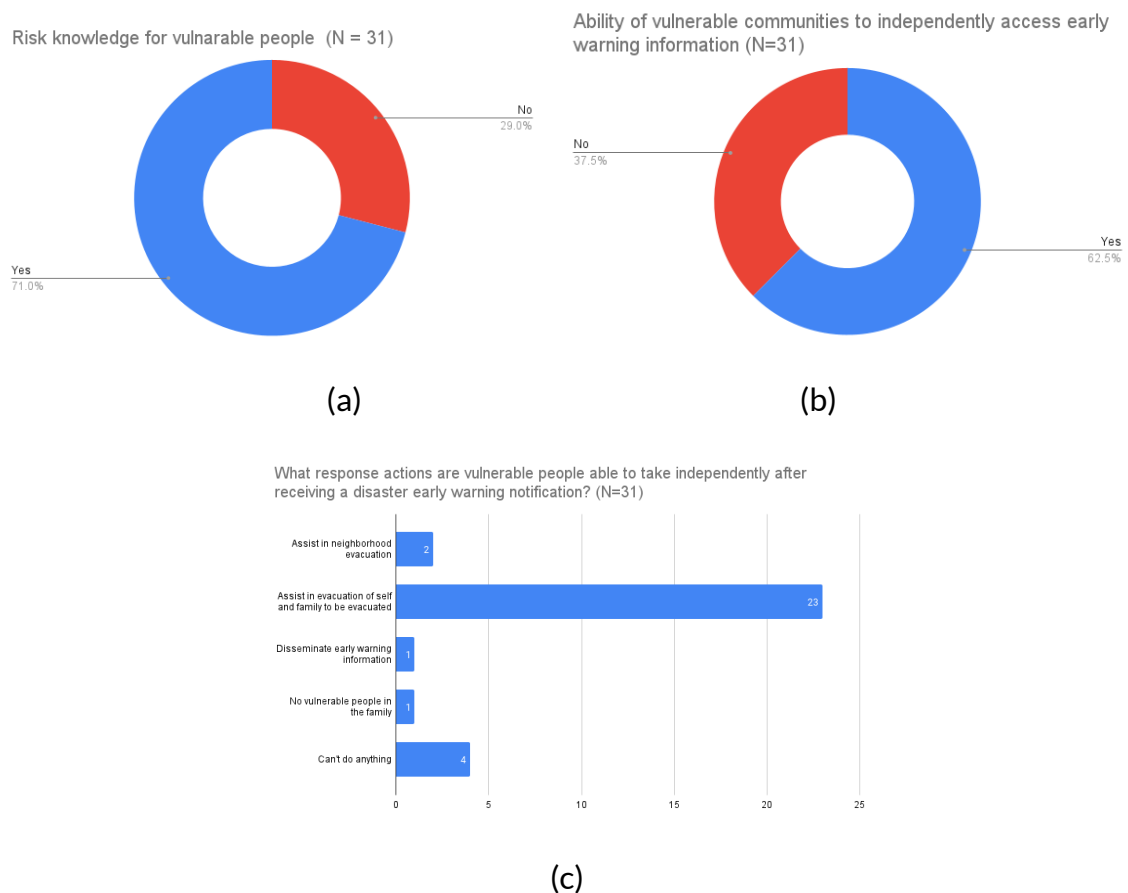 Risk knowledge for vulnarable people (N = 31)
No
29.0%
Yes
71.0%
(a)
Ability of vulnerable communities to independently access early
warning information (N=31)
No
37.5%
Yes
62.5%
(b)
What response actions are vulnerable people able to take independently after
receiving a disaster early warning notification? (N=31)
Assist in neighborhood
evacuation
2
Assist in evacuation of self
and family to be evacuated
23
Disseminate early warning
information
1
No vulnerable people in
the family
1
Can't do anything
4
0 5 10 15 20 25
(c)